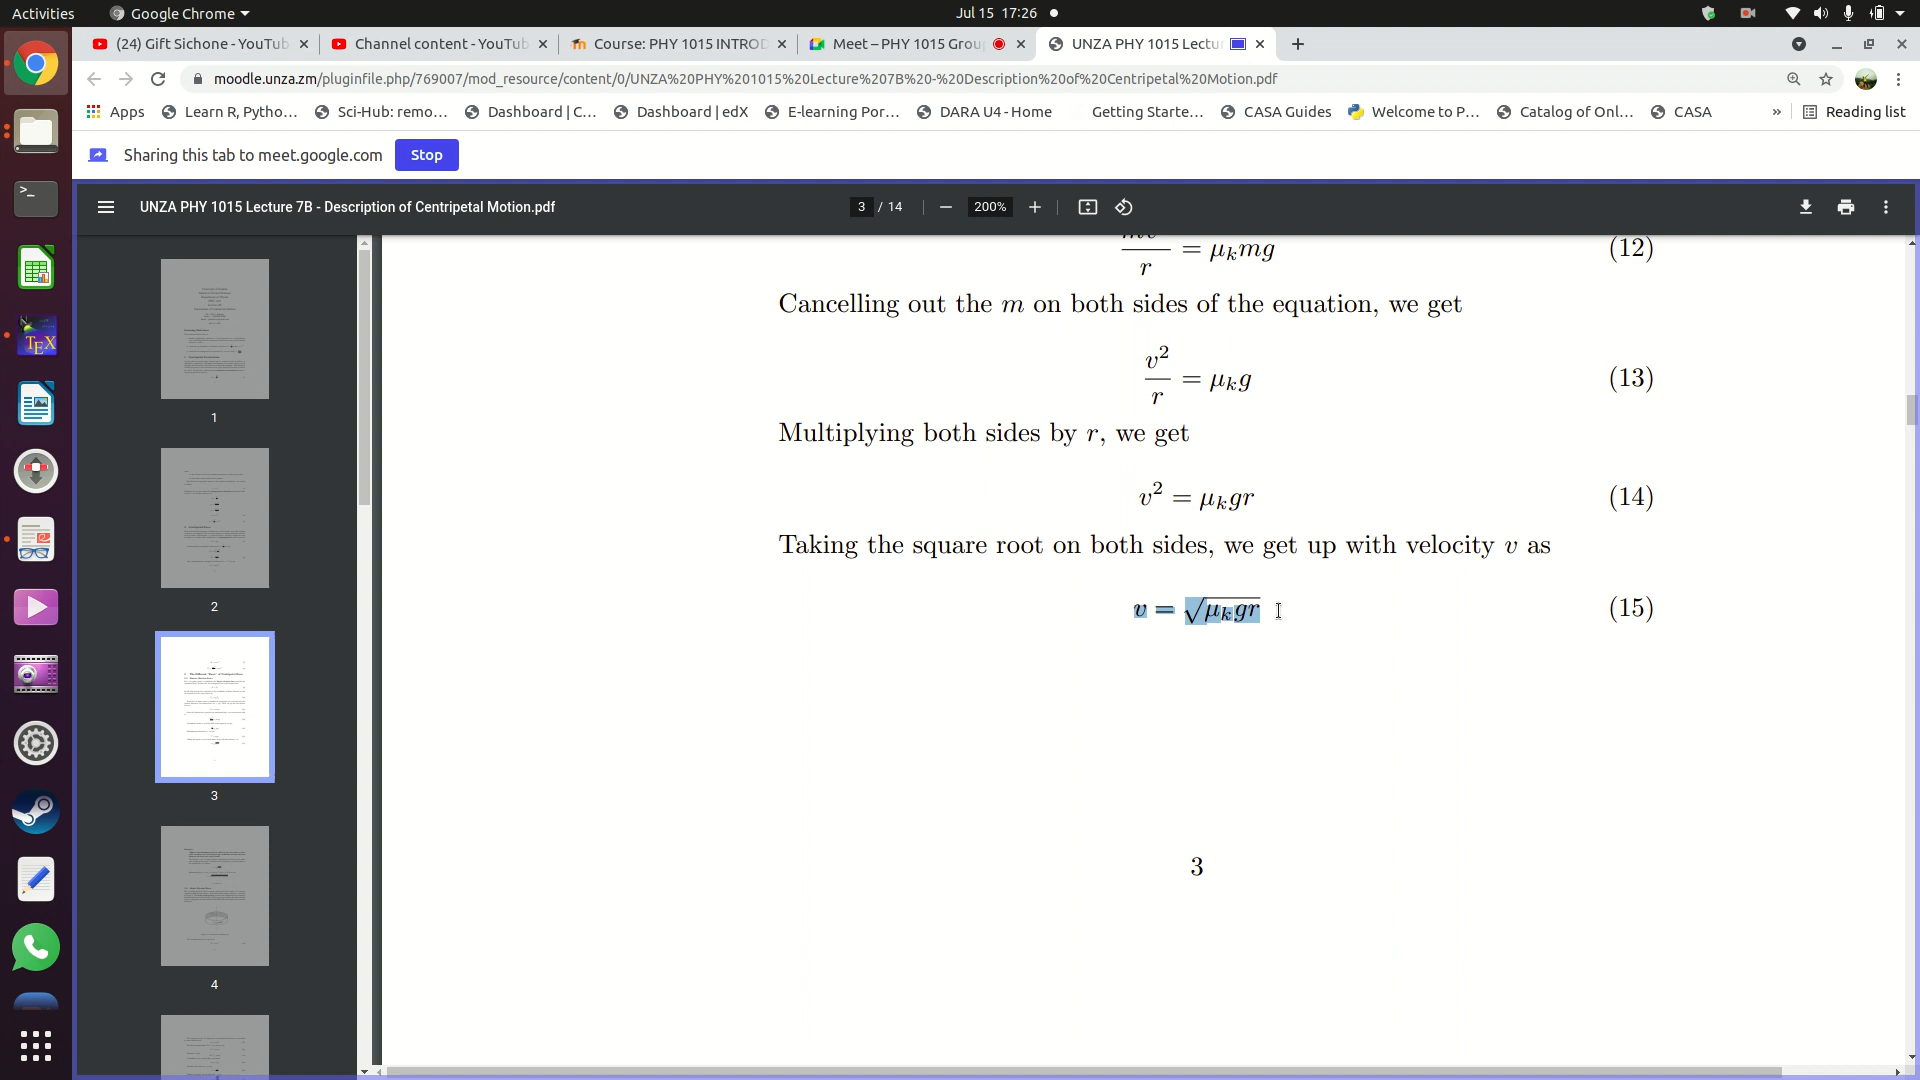 Activities
Google Chrome
Jul 15 17:26
(24) Gift Sichone - YouTub
Channel content - YouTub
Course: PHY 1015 INTROD
Meet – PHY 1015 Grou
UNZA PHY 1015 Lectu
moodle.unza.zm/pluginfile.php/769007/mod_resource/content/0/UNZA%20PHY%201015%20Lecture%207B%20-%20Description%20of%20Centripetal%20Motion.pdf
Apps
Learn R, Pytho...
Sci-Hub: remo...
Dashboard | C...
Dashboard | edX
E-learning Por...
DARA U4 - Home
Getting Starte...
CASA Guides
Welcome to P...
Catalog of Onl...
CASA
»
Reading list
Sharing this tab to meet.google.com
Stop
UNZA PHY 1015 Lecture 7B - Description of Centripetal Motion.pdf
3 / 14
200%
r = μₖmg (12)
Cancelling out the m on both sides of the equation, we get
v²/r = μₖg (13)
Multiplying both sides by r, we get
v² = μₖgr (14)
Taking the square root on both sides, we get up with velocity v as
v = √μₖgr (15)
3
1
2
3
4
TEX